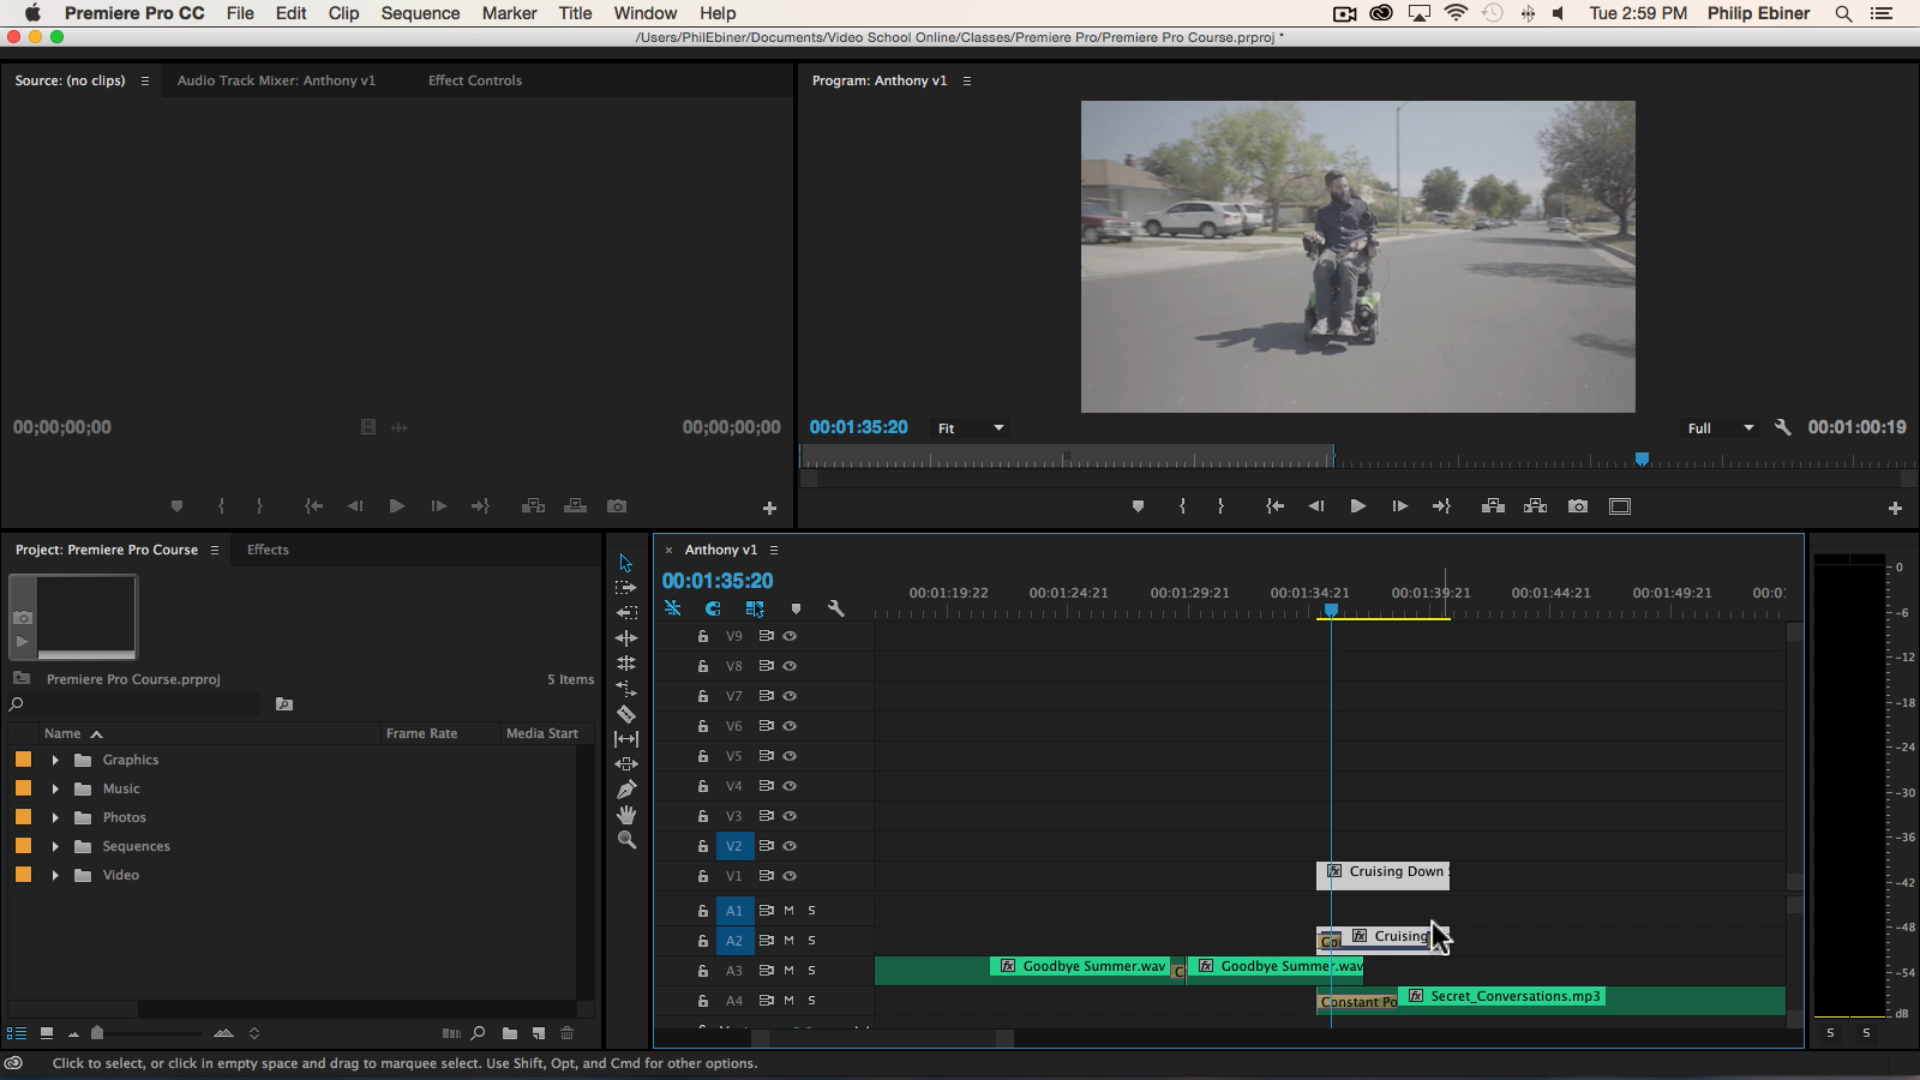 Premiere Pro CC File Edit Clip Sequence Marker Title Window Help Tue 2:59 PM Philip Ebiner
/Users/PhilEbiner/Documents/Video School Online/Classes/Premiere Pro/Premiere Pro Course.prproj *
Source: (no clips) Audio Track Mixer: Anthony v1 Effect Controls
Program: Anthony v1
00;00;00;00 00;00;00;00
00:01:35:20 Fit Full 00:01:00:19
Project: Premiere Pro Course Effects
Premiere Pro Course.prproj 5 Items
Name Frame Rate Media Start
Graphics
Music
Photos
Sequences
Video
× Anthony v1
00:01:35:20
00:01:19:22 00:01:24:21 00:01:29:21 00:01:34:21 00:01:39:21 00:01:44:21 00:01:49:21 00:0
V9
V8
V7
V6
V5
V4
V3
V2
V1 fx Cruising Down
A1 M S
A2 M S Co fx Cruising
A3 M S fx Goodbye Summer.wav C fx Goodbye Summer.wav
A4 M S Constant Po fx Secret_Conversations.mp3
0
-6
-12
-18
-24
-30
-36
-42
-48
-54
dB
S S
Click to select, or click in empty space and drag to marquee select. Use Shift, Opt, and Cmd for other options.